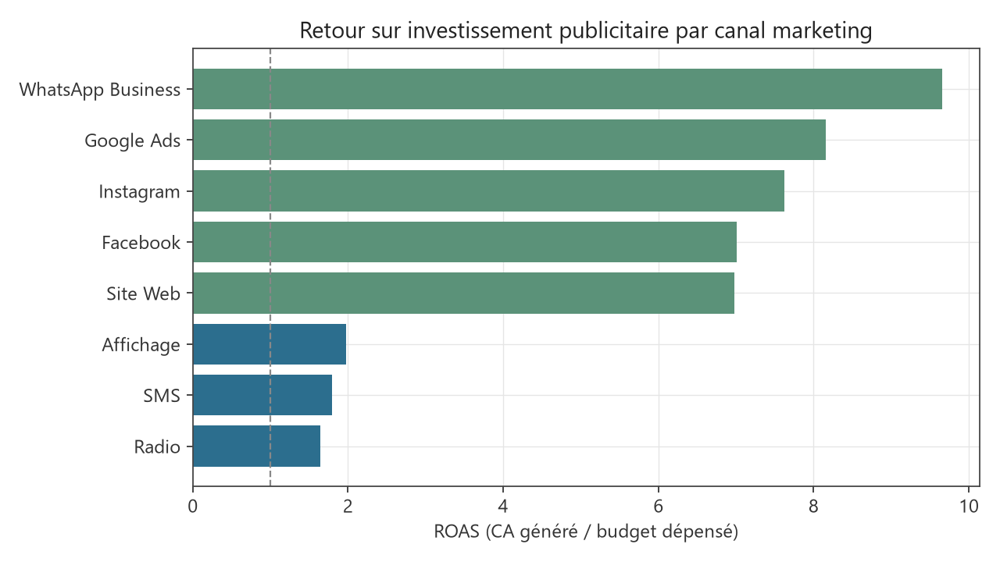 Retour sur investissement publicitaire par canal marketing
WhatsApp Business
Google Ads
Instagram
Facebook
Site Web
Affichage
SMS
Radio
0 2 4 6 8 10
ROAS (CA généré / budget dépensé)